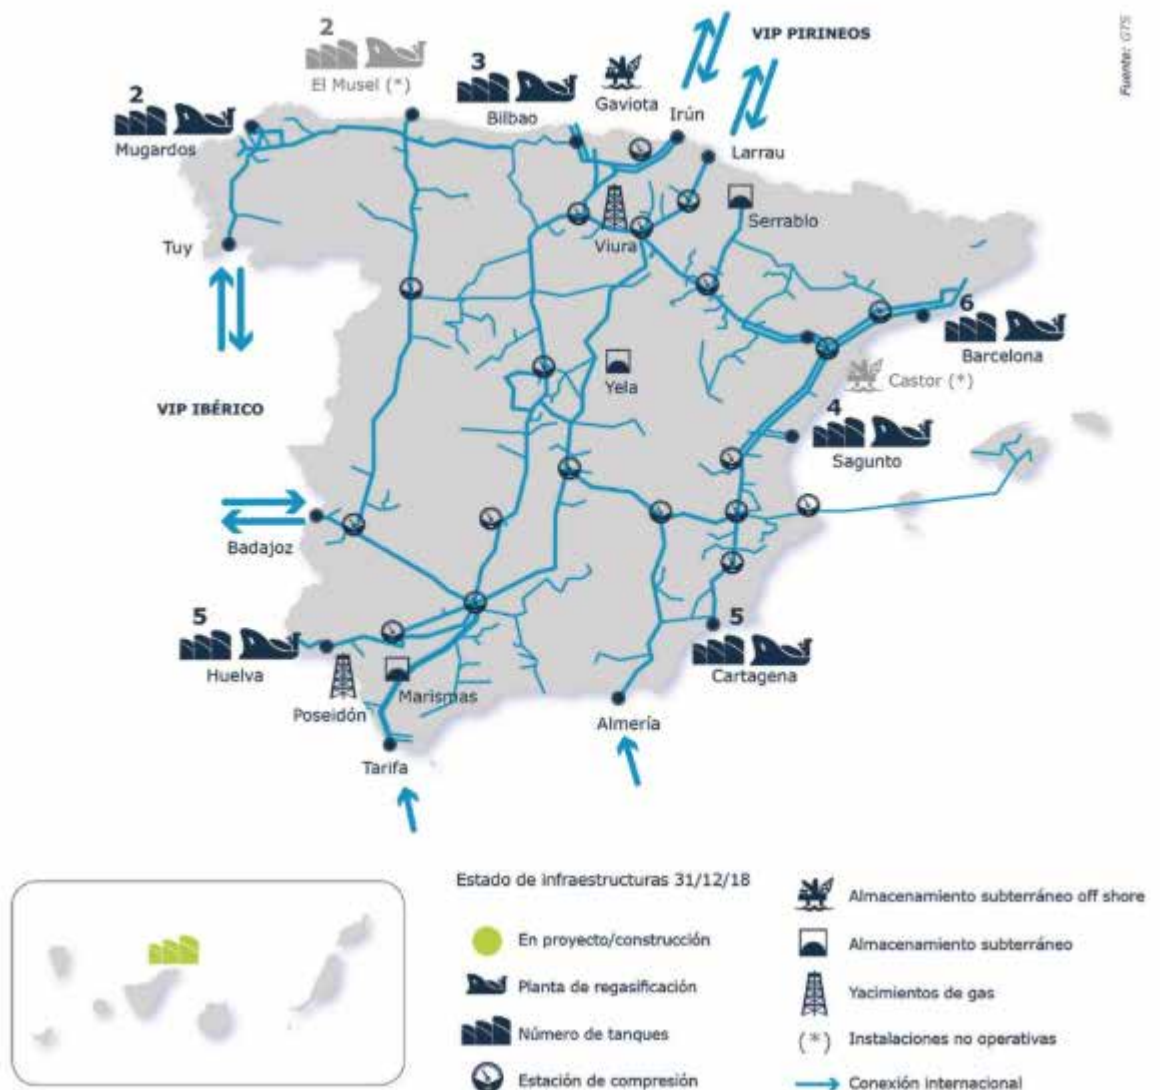 VIP PIRINEOS
Fuente: GTS
2
El Musel (*)
3
Bilbao
Gaviota
Irún
Larrau
2
Mugardos
Tuy
Viura
Serrablo
6
Barcelona
Castor (*)
Yela
4
Sagunto
VIP IBÉRICO
Badajoz
5
Huelva
Poseidón
Marismas
Tarifa
Almería
5
Cartagena
Estado de infraestructuras 31/12/18
En proyecto/construcción
Planta de regasificación
Número de tanques
Estación de compresión
Almacenamiento subterráneo off shore
Almacenamiento subterráneo
Yacimientos de gas
(*) Instalaciones no operativas
Conexión internacional